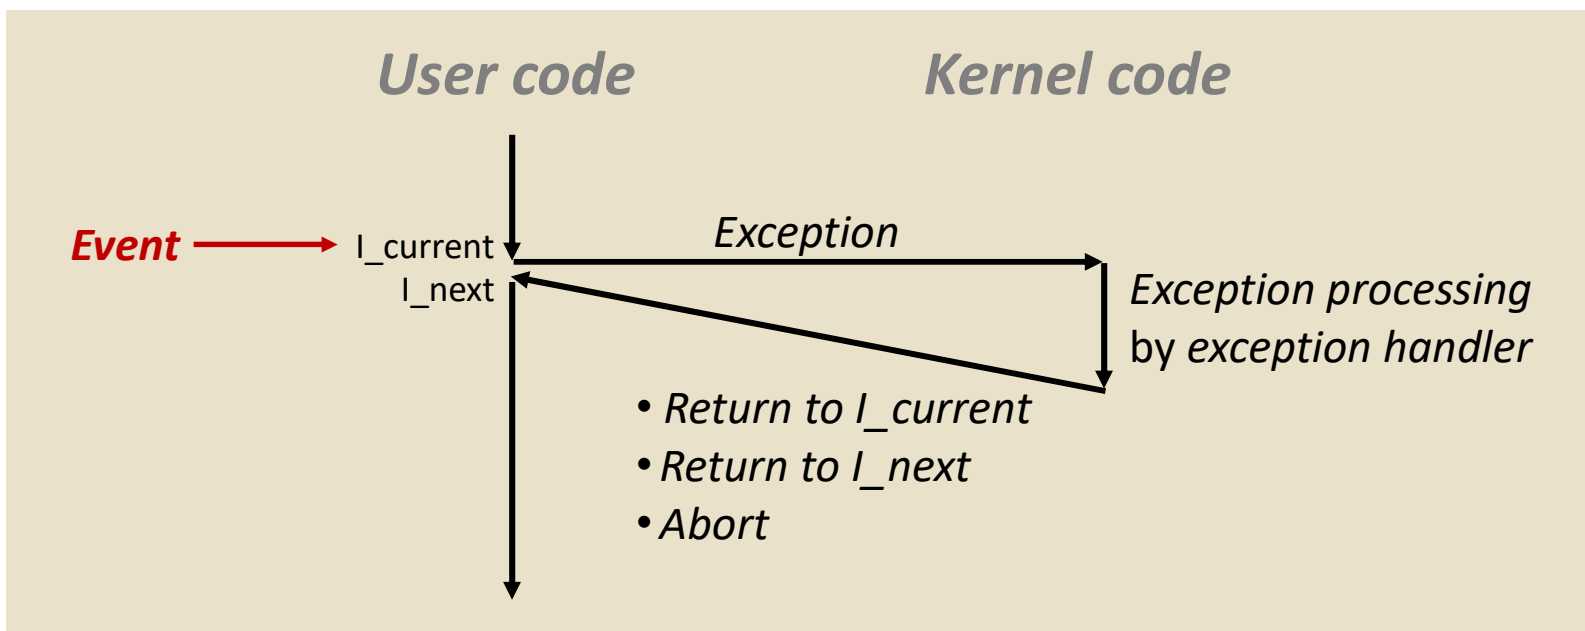 User code
Kernel code
Event
I_current
Exception
I_next
Exception processing
by exception handler
• Return to I_current
• Return to I_next
• Abort